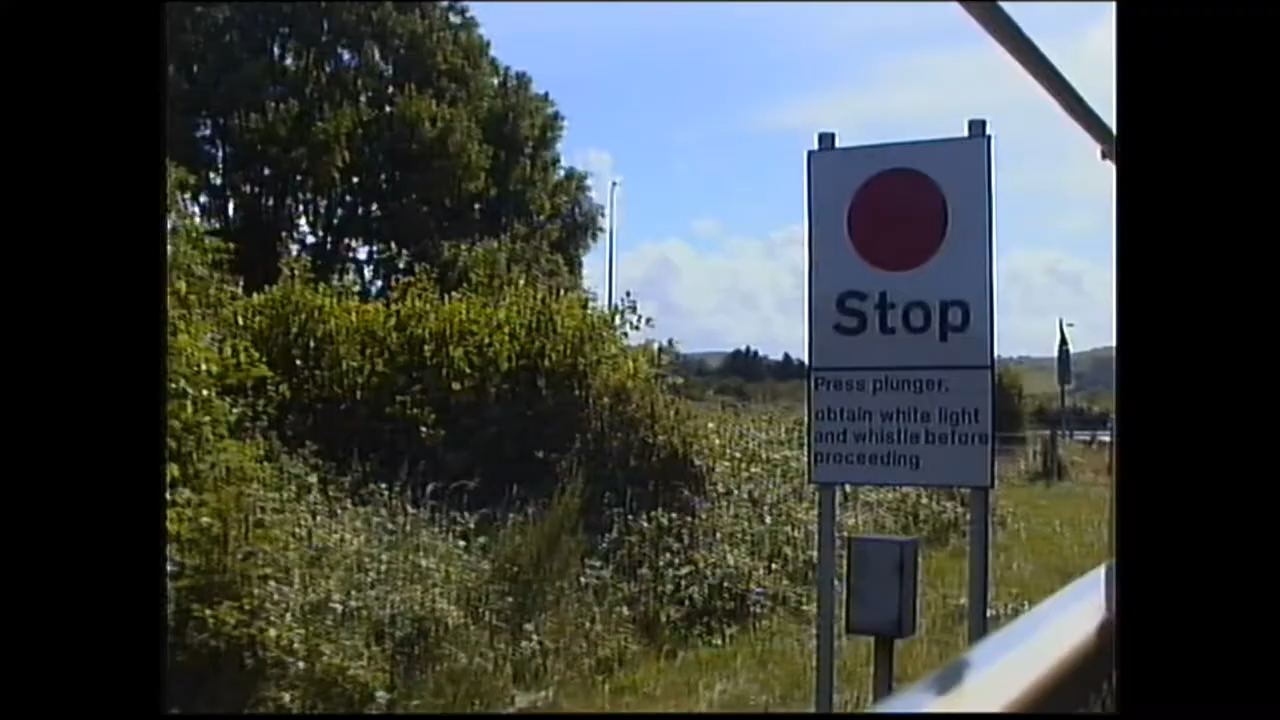 Stop
Press plunger,
obtain white light
and whistle before
proceeding